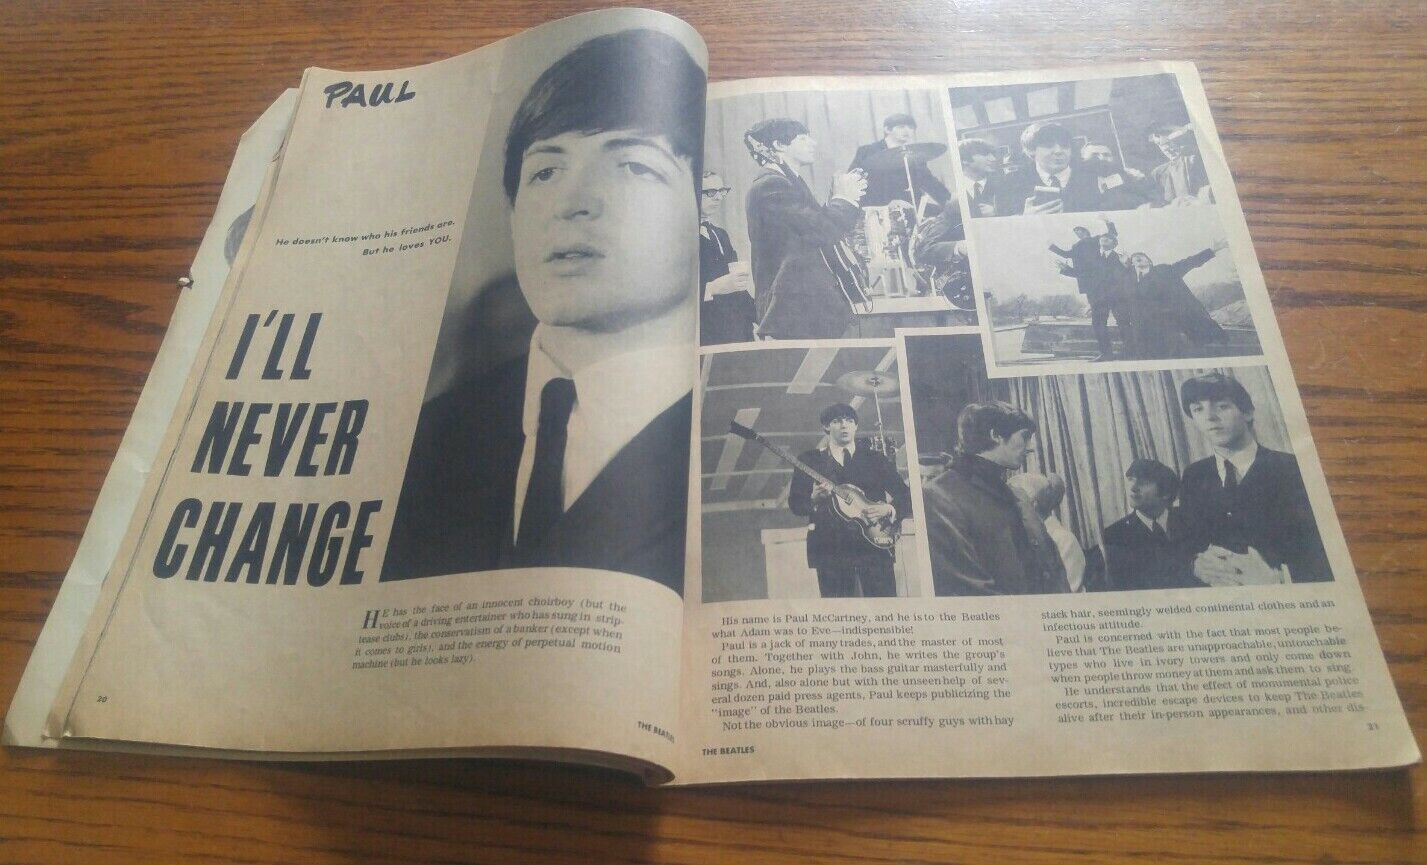 PAUL
He doesn't know who his friends are.
But he loves YOU.
I'LL
NEVER
CHANGE
HE has the face of an innocent choirboy (but the
voice of a driving entertainer who has sung in strip-
tease clubs), the conservatism of a banker (except when
it comes to girls), and the energy of perpetual motion
machine (but he looks lazy).
20
THE BEATLES
His name is Paul McCartney, and he is to the Beatles
what Adam was to Eve—indispensible!
Paul is a jack of many trades, and the master of most
of them. Together with John, he writes the group's
songs. Alone, he plays the bass guitar masterfully and
sings. And, also alone but with the unseen help of sev-
eral dozen paid press agents, Paul keeps publicizing the
"image" of the Beatles.
Not the obvious image—of four scruffy guys with hay
THE BEATLES
stack hair, seemingly welded continental clothes and an
infectious attitude.
Paul is concerned with the fact that most people be-
lieve that The Beatles are unapproachable, untouchable
types who live in ivory towers and only come down
when people throw money at them and ask them to sing.
He understands that the effect of monumental police
escorts, incredible escape devices to keep The Beatles
alive after their in-person appearances, and other dis-
21